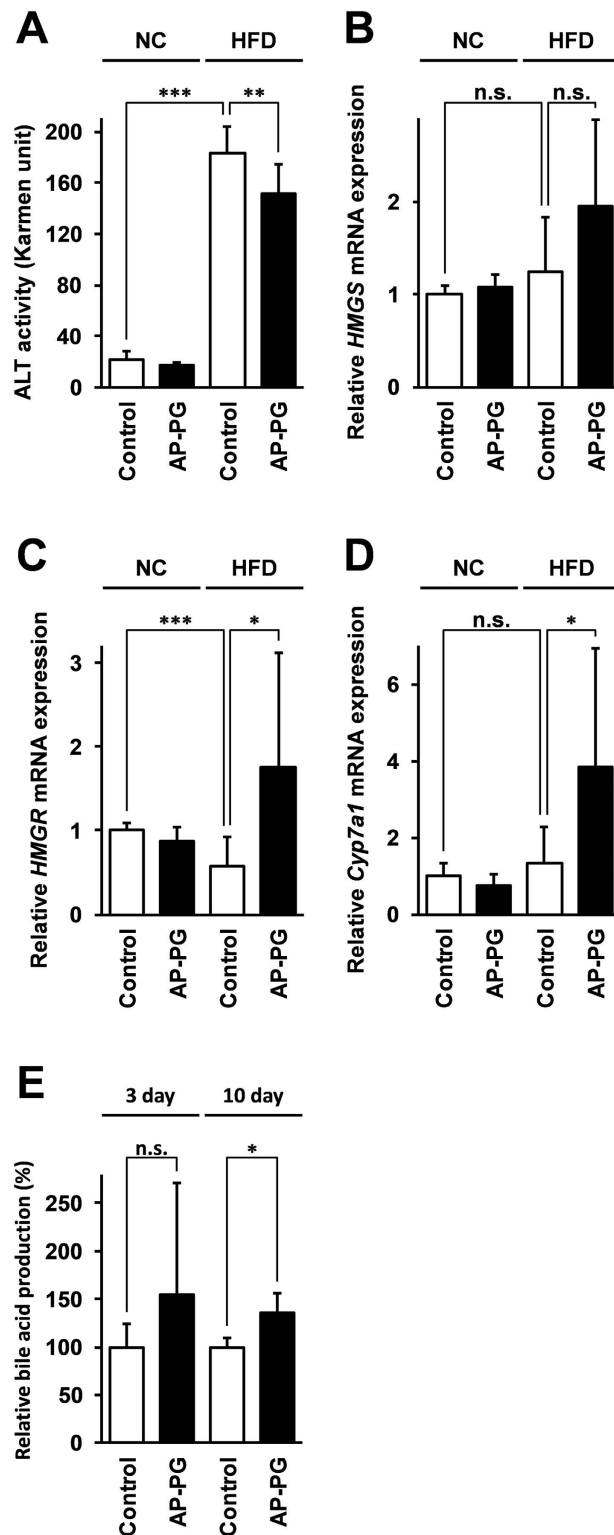 A
NC HFD
*** **
ALT activity (Karmen unit)
200
160
120
80
40
0
Control AP-PG Control AP-PG
B
NC HFD
n.s. n.s.
Relative HMGS mRNA expression
2
1
0
Control AP-PG Control AP-PG
C
NC HFD
*** *
Relative HMGR mRNA expression
3
2
1
0
Control AP-PG Control AP-PG
D
NC HFD
n.s. *
Relative Cyp7a1 mRNA expression
6
4
2
0
Control AP-PG Control AP-PG
E
3 day 10 day
n.s. *
Relative bile acid production (%)
250
200
150
100
50
0
Control AP-PG Control AP-PG